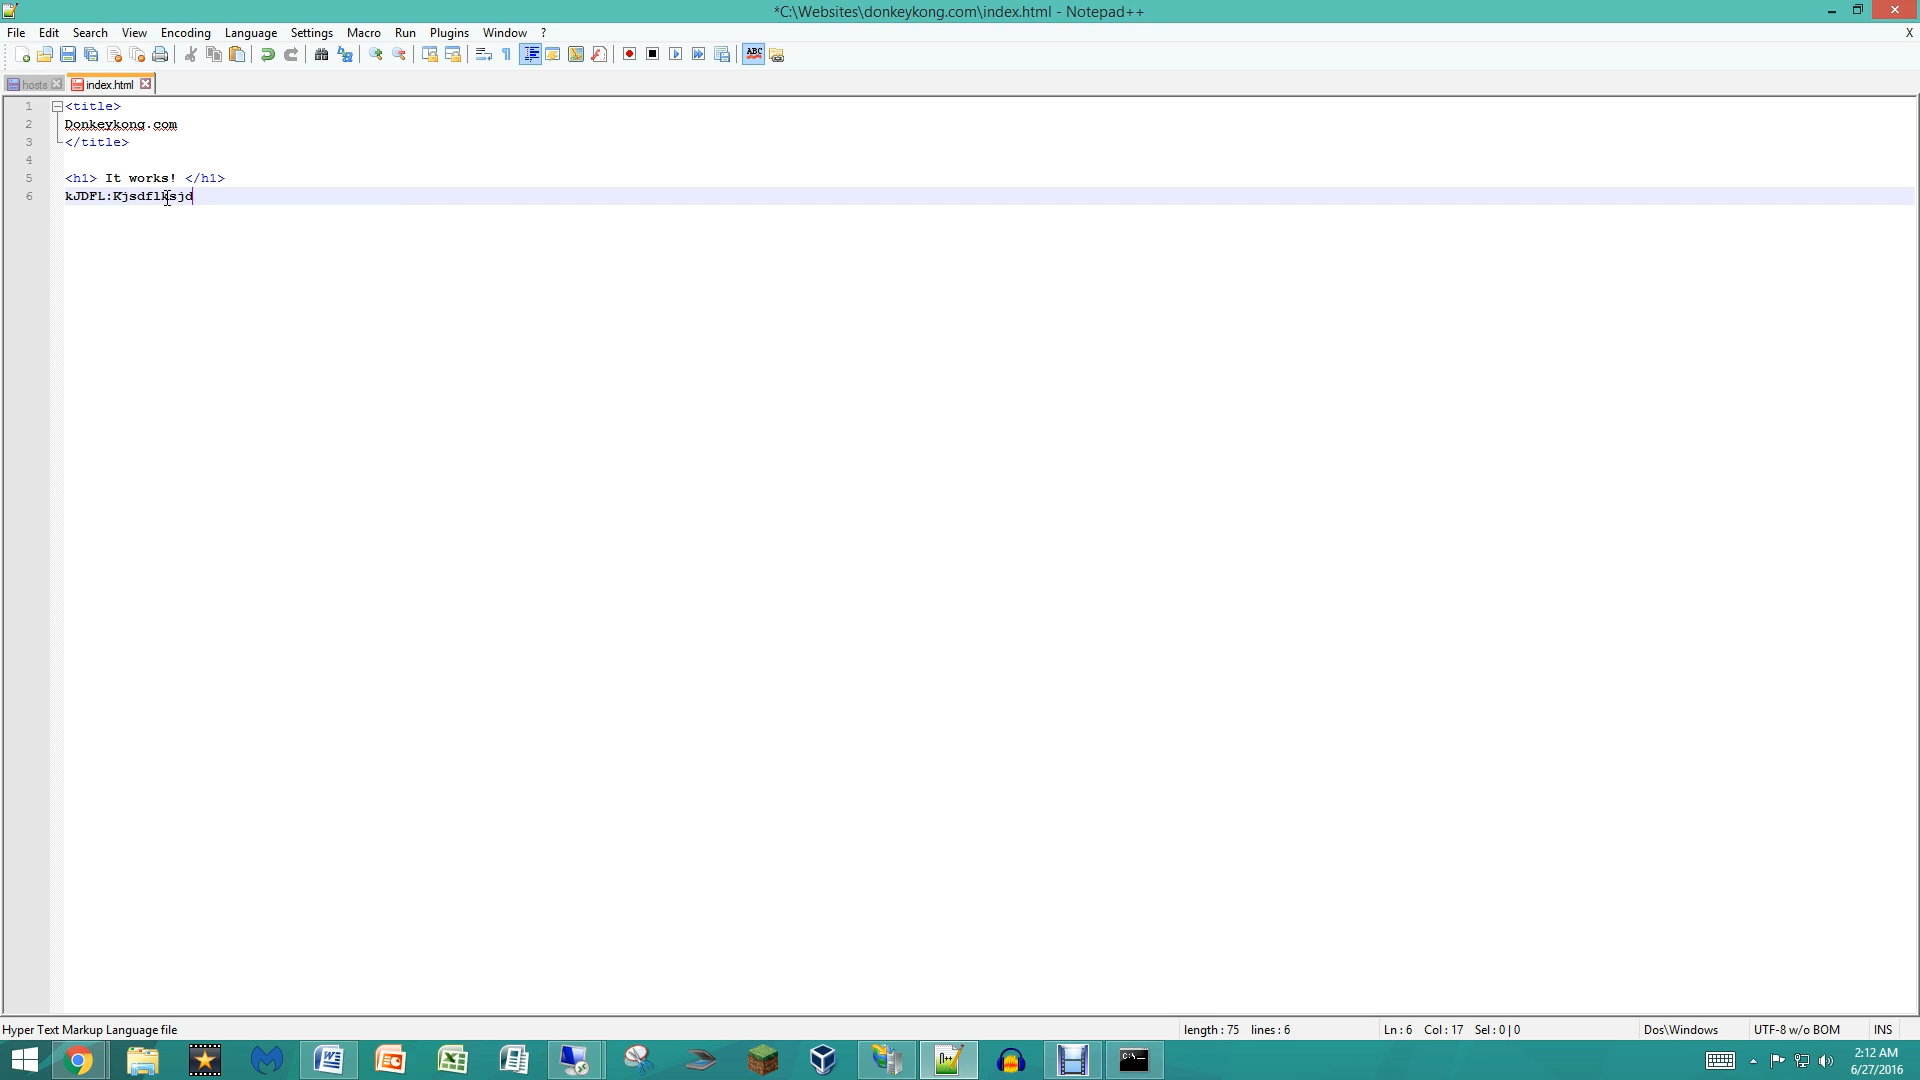 *C:\Websites\donkeykong.com\index.html - Notepad++
File Edit Search View Encoding Language Settings Macro Run Plugins Window ? X
ABC
hosts index.html
1 <title>
2 Donkeykong.com
3 </title>
4
5 <h1> It works! </h1>
6 kJDFL:Kjsdflksjd
Hyper Text Markup Language file length : 75 lines : 6 Ln : 6 Col : 17 Sel : 0 | 0 Dos\Windows UTF-8 w/o BOM INS
2:12 AM
6/27/2016